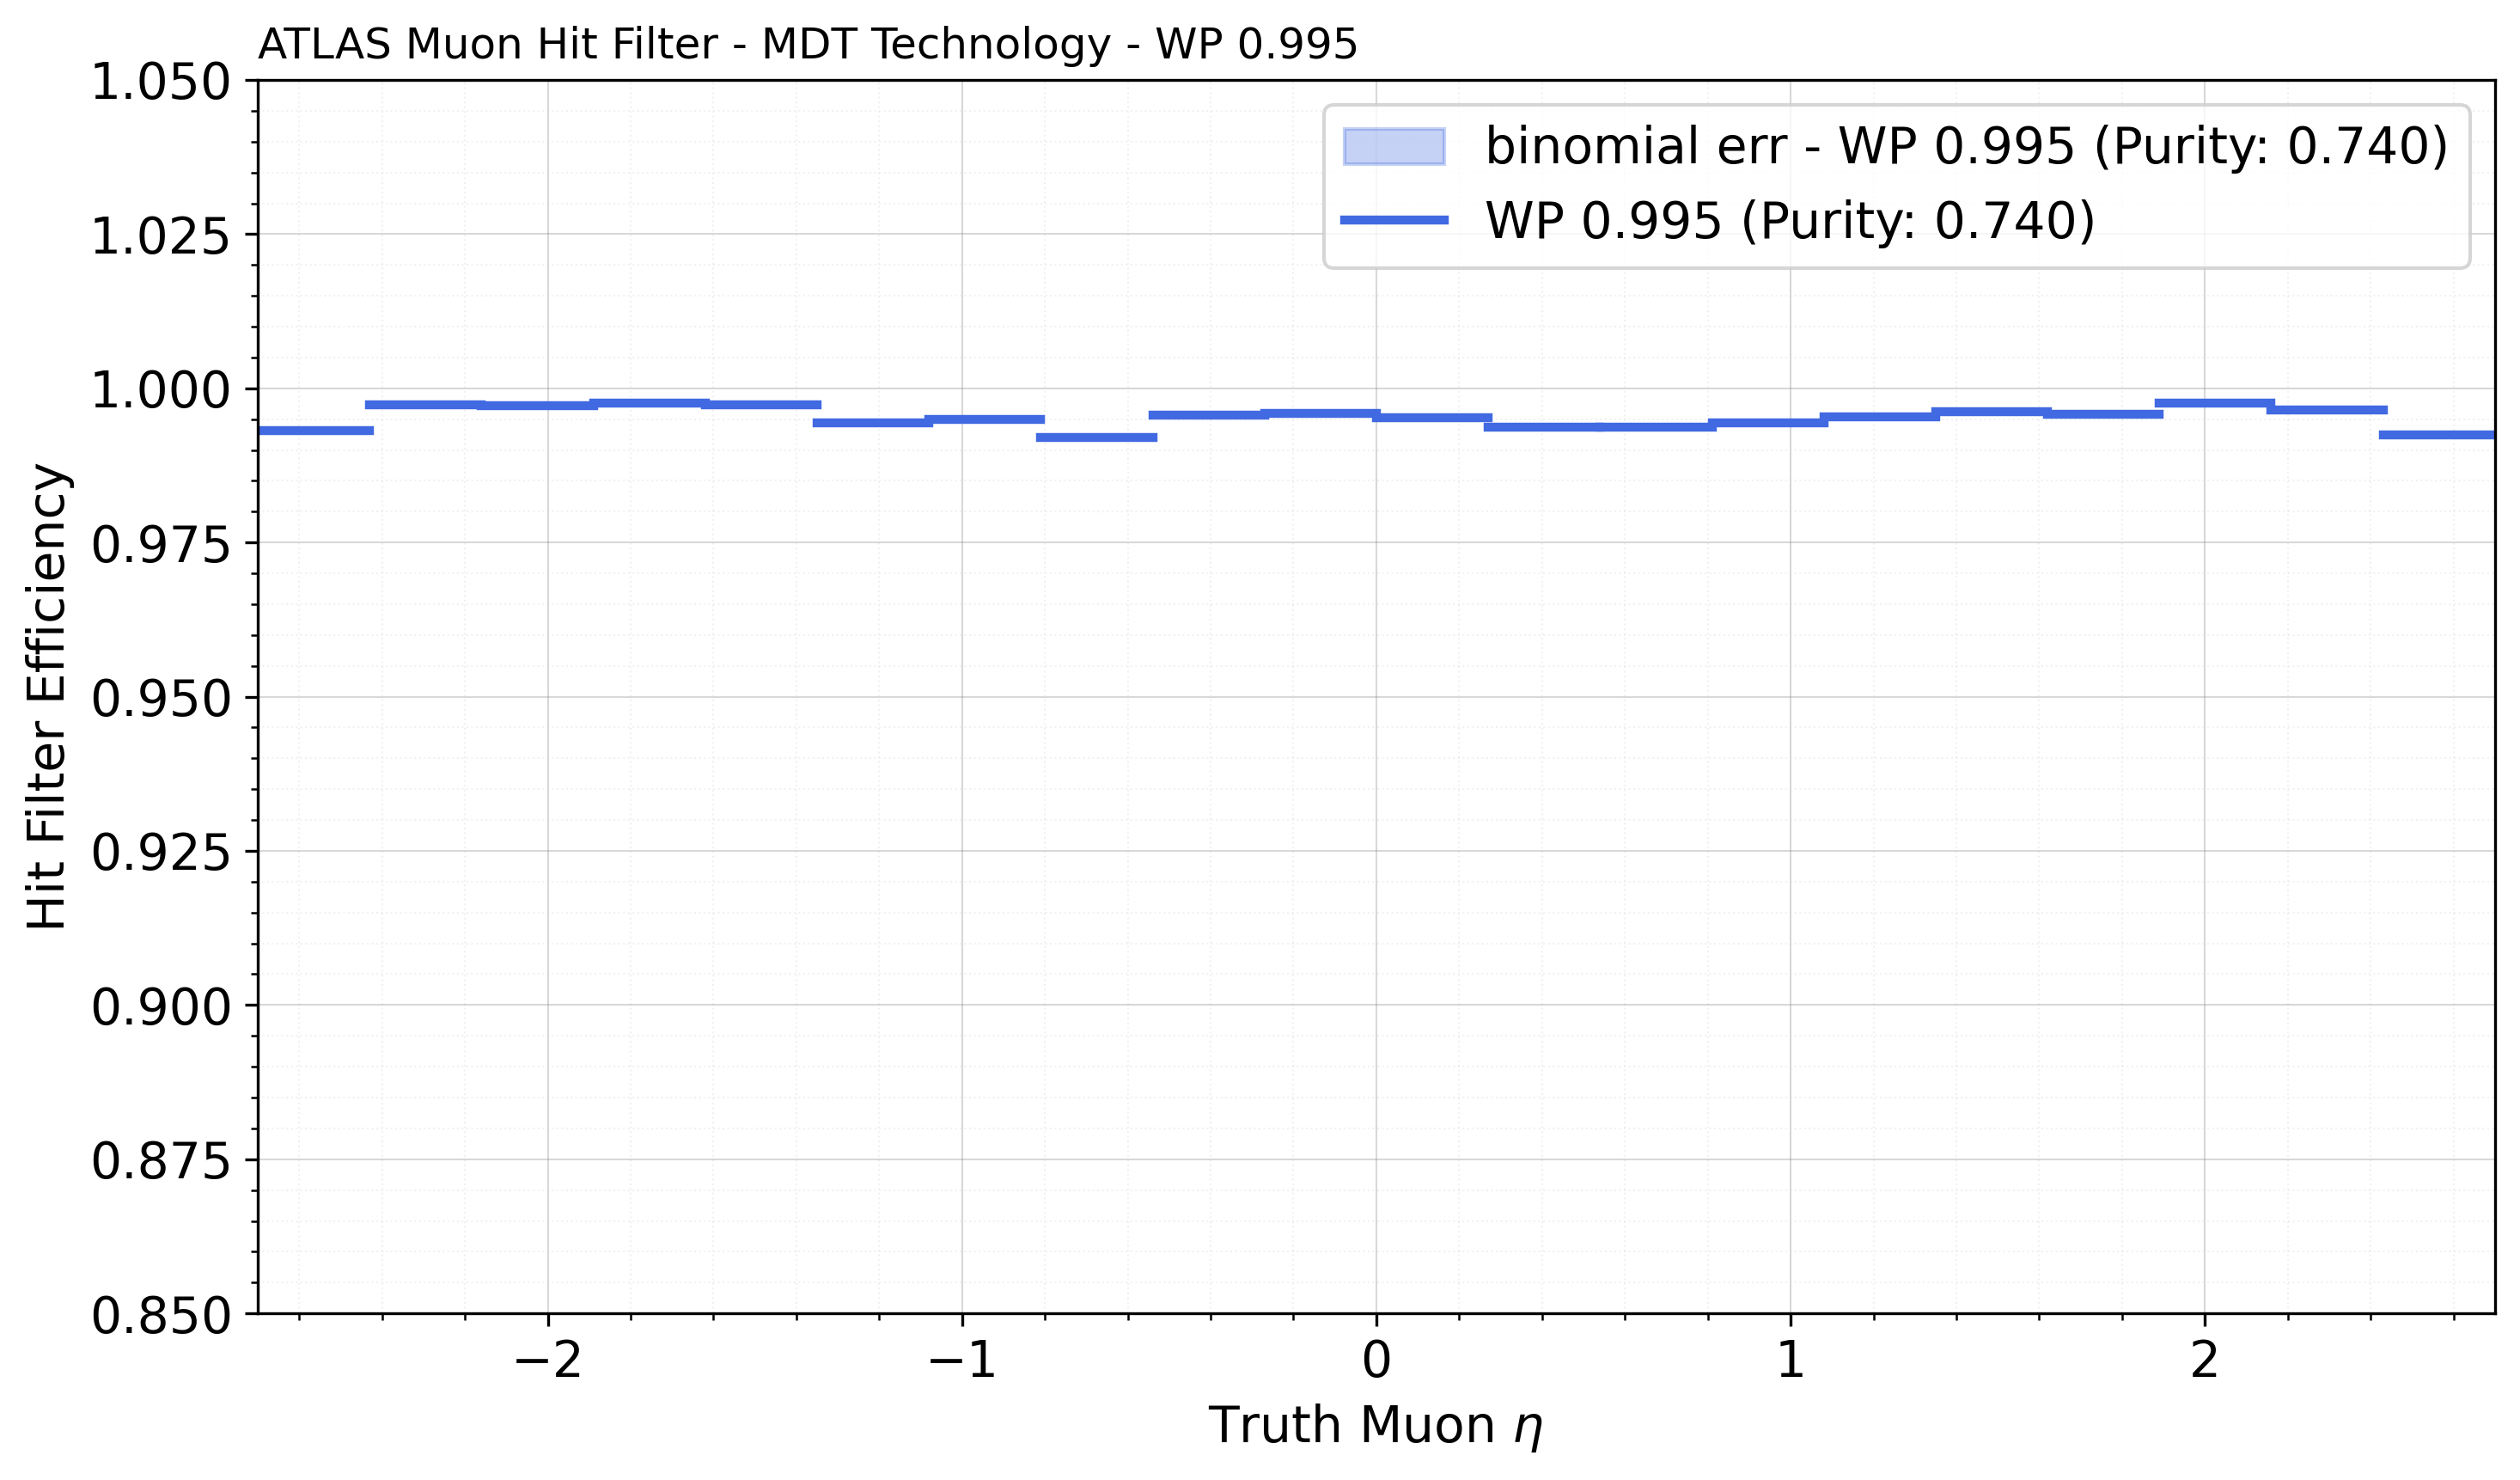 ATLAS Muon Hit Filter - MDT Technology - WP 0.995
1.050
1.025
1.000
0.975
0.950
0.925
0.900
0.875
0.850
Hit Filter Efficiency
binomial err - WP 0.995 (Purity: 0.740)
WP 0.995 (Purity: 0.740)
−2 −1 0 1 2
Truth Muon η